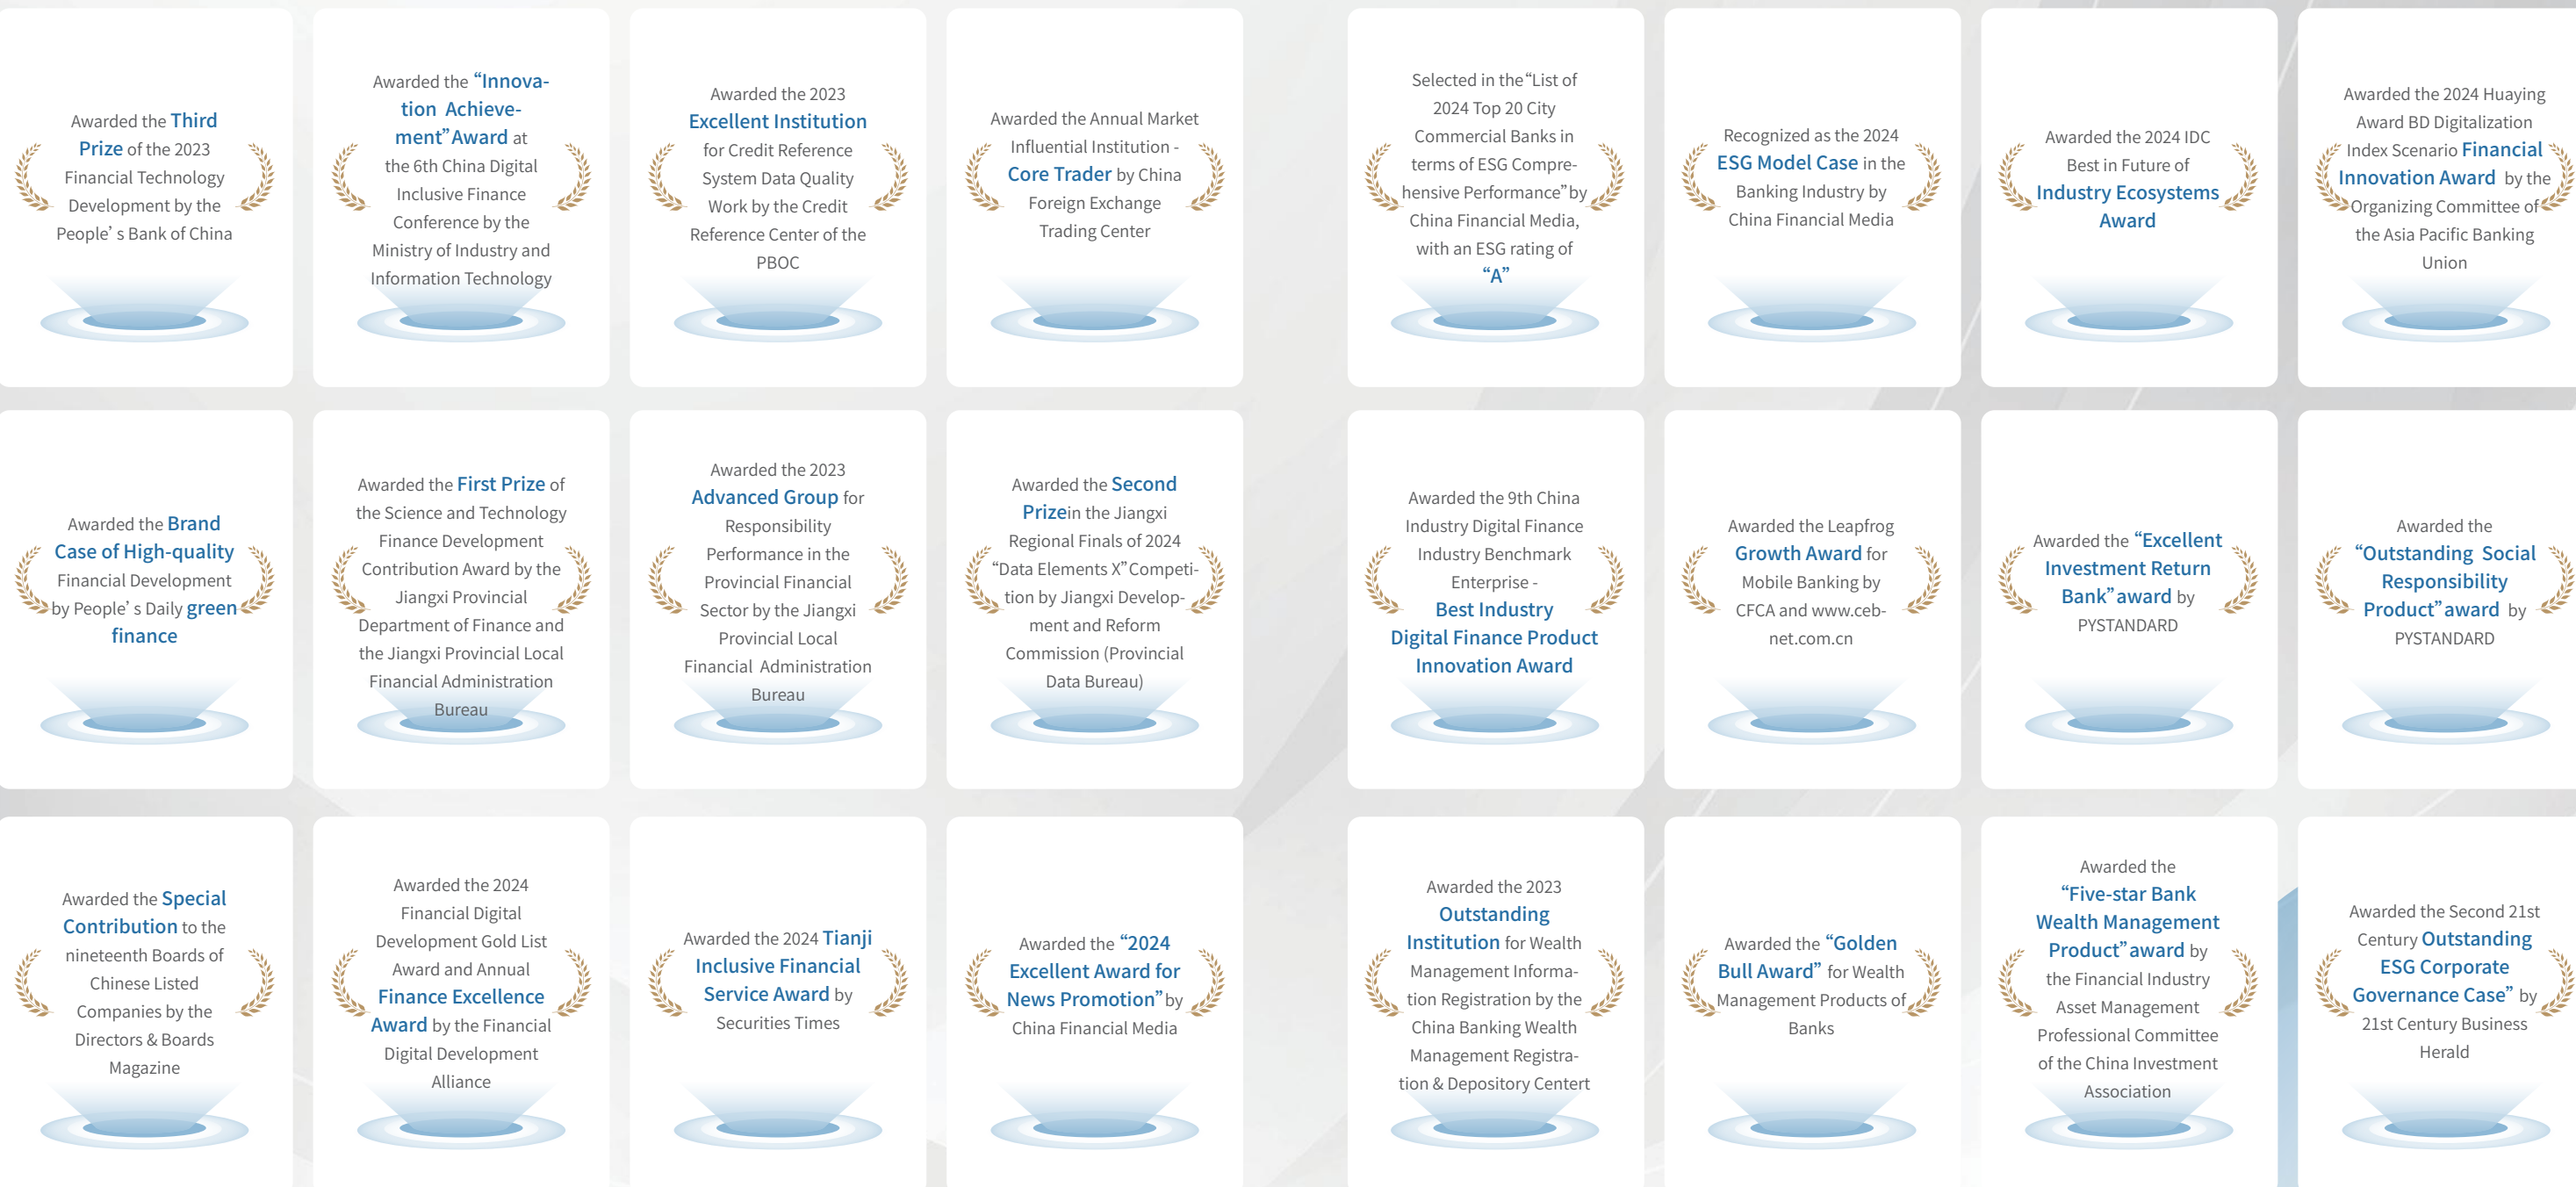 Awarded the Third
Prize of the 2023
Financial Technology
Development by the
People’ s Bank of China
Awarded the “Innova-
tion Achieve-
ment”Award at
the 6th China Digital
Inclusive Finance
Conference by the
Ministry of Industry and
Information Technology
Awarded the 2023
Excellent Institution
for Credit Reference
System Data Quality
Work by the Credit
Reference Center of the
PBOC
Awarded the Annual Market
Influential Institution -
Core Trader by China
Foreign Exchange
Trading Center
Selected in the“List of
2024 Top 20 City
Commercial Banks in
terms of ESG Compre-
hensive Performance”by
China Financial Media,
with an ESG rating of
“A”
Recognized as the 2024
ESG Model Case in the
Banking Industry by
China Financial Media
Awarded the 2024 IDC
Best in Future of
Industry Ecosystems
Award
Awarded the 2024 Huaying
Award BD Digitalization
Index Scenario Financial
Innovation Award by the
Organizing Committee of
the Asia Pacific Banking
Union
Awarded the Brand
Case of High-quality
Financial Development
by People’ s Daily green
finance
Awarded the First Prize of
the Science and Technology
Finance Development
Contribution Award by the
Jiangxi Provincial
Department of Finance and
the Jiangxi Provincial Local
Financial Administration
Bureau
Awarded the 2023
Advanced Group for
Responsibility
Performance in the
Provincial Financial
Sector by the Jiangxi
Provincial Local
Financial Administration
Bureau
Awarded the Second
Prizein the Jiangxi
Regional Finals of 2024
“Data Elements X”Competi-
tion by Jiangxi Develop-
ment and Reform
Commission (Provincial
Data Bureau)
Awarded the 9th China
Industry Digital Finance
Industry Benchmark
Enterprise -
Best Industry
Digital Finance Product
Innovation Award
Awarded the Leapfrog
Growth Award for
Mobile Banking by
CFCA and www.ceb-
net.com.cn
Awarded the “Excellent
Investment Return
Bank”award by
PYSTANDARD
Awarded the
“Outstanding Social
Responsibility
Product”award by
PYSTANDARD
Awarded the Special
Contribution to the
nineteenth Boards of
Chinese Listed
Companies by the
Directors & Boards
Magazine
Awarded the 2024
Financial Digital
Development Gold List
Award and Annual
Finance Excellence
Award by the Financial
Digital Development
Alliance
Awarded the 2024 Tianji
Inclusive Financial
Service Award by
Securities Times
Awarded the “2024
Excellent Award for
News Promotion”by
China Financial Media
Awarded the 2023
Outstanding
Institution for Wealth
Management Informa-
tion Registration by the
China Banking Wealth
Management Registra-
tion & Depository Centert
Awarded the “Golden
Bull Award” for Wealth
Management Products of
Banks
Awarded the
“Five-star Bank
Wealth Management
Product”award by
the Financial Industry
Asset Management
Professional Committee
of the China Investment
Association
Awarded the Second 21st
Century Outstanding
ESG Corporate
Governance Case” by
21st Century Business
Herald